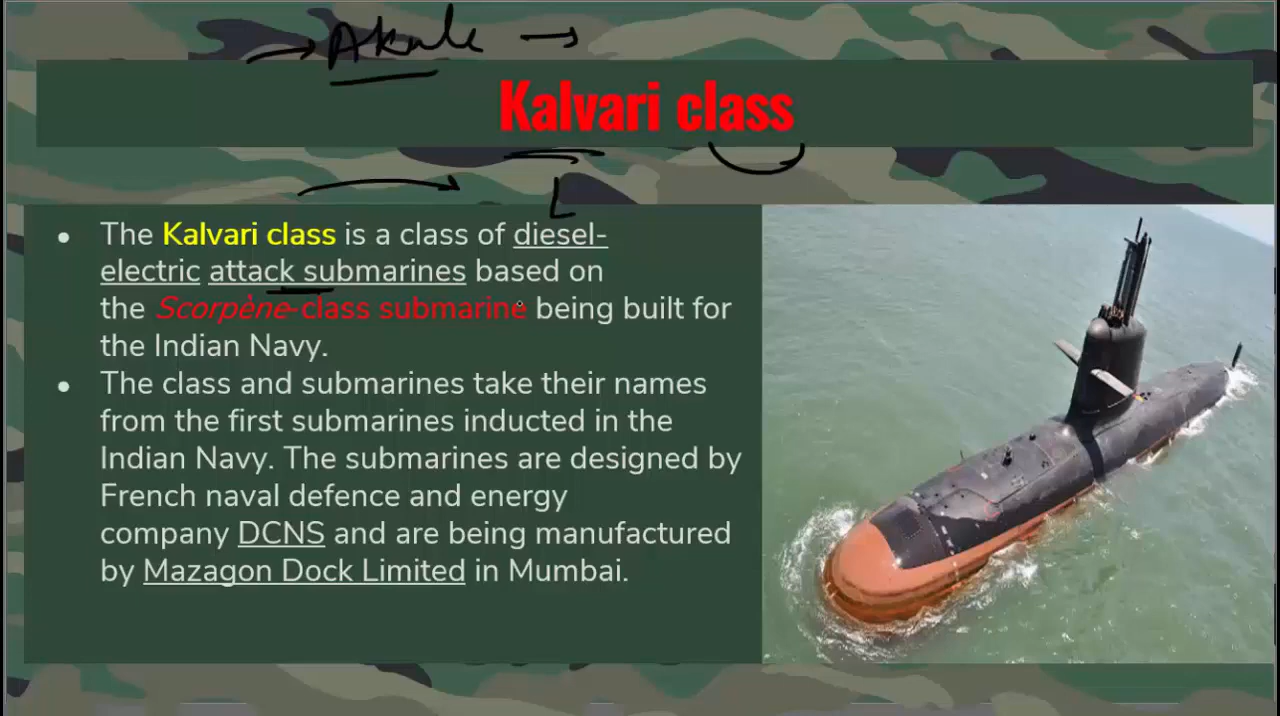 Kalvari class
• The Kalvari class is a class of diesel-
electric attack submarines based on
the Scorpène-class submarine being built for
the Indian Navy.
• The class and submarines take their names
from the first submarines inducted in the
Indian Navy. The submarines are designed by
French naval defence and energy
company DCNS and are being manufactured
by Mazagon Dock Limited in Mumbai.